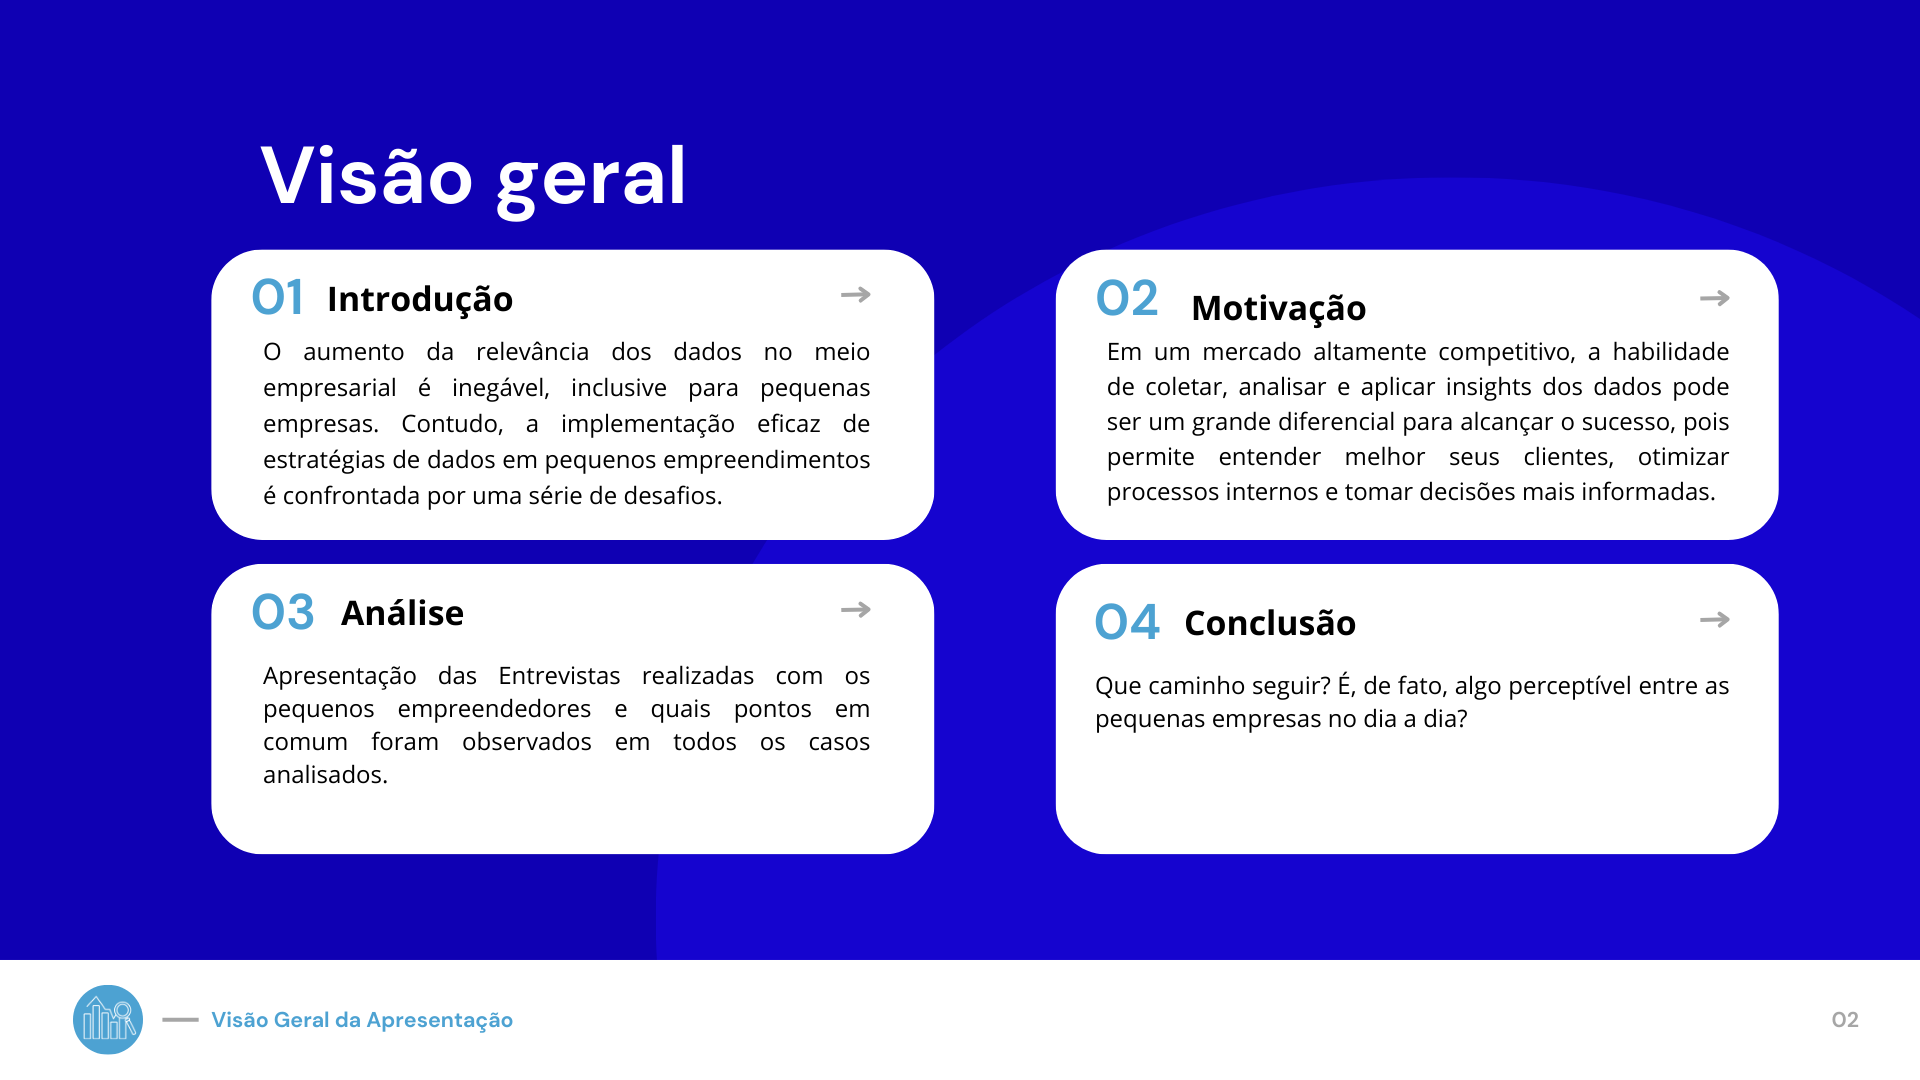 Visão geral
01 Introdução
O aumento da relevância dos dados no meio
empresarial é inegável, inclusive para pequenas
empresas. Contudo, a implementação eficaz de
estratégias de dados em pequenos empreendimentos
é confrontada por uma série de desafios.
02 Motivação
Em um mercado altamente competitivo, a habilidade
de coletar, analisar e aplicar insights dos dados pode
ser um grande diferencial para alcançar o sucesso, pois
permite entender melhor seus clientes, otimizar
processos internos e tomar decisões mais informadas.
03 Análise
Apresentação das Entrevistas realizadas com os
pequenos empreendedores e quais pontos em
comum foram observados em todos os casos
analisados.
04 Conclusão
Que caminho seguir? É, de fato, algo perceptível entre as
pequenas empresas no dia a dia?
Visão Geral da Apresentação
02